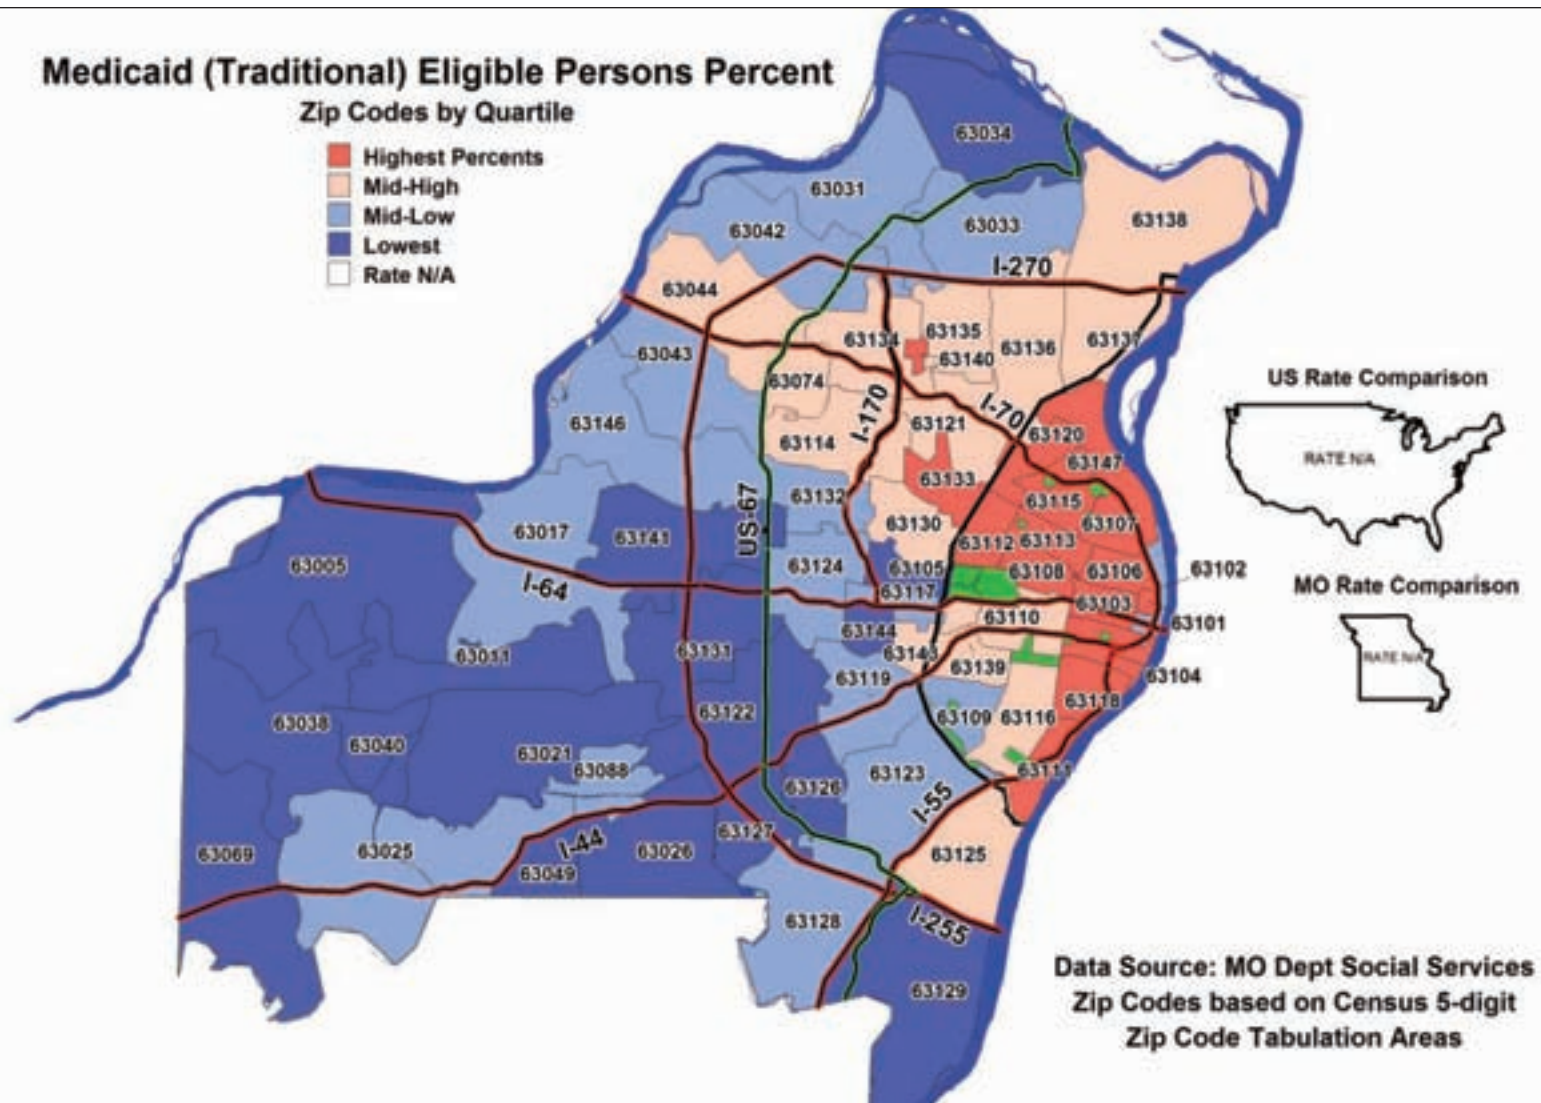 Medicaid (Traditional) Eligible Persons Percent
Zip Codes by Quartile
Highest Percents
Mid-High
Mid-Low
Lowest
Rate N/A
63034
63031
63138
63033
63042
I-270
63044
63135
63134
63137
63136
63043
63140
US Rate Comparison
63074
I-170
I-70
63146
63121
63120
63114
RATE N/A
63147
63133
US-67
63132
63115
63017
63130
63107
63141
63112
63113
63005
63124
63105
63108
63106
63102
I-64
MO Rate Comparison
63117
63103
63110
63101
63144
63131
63143
63011
RATE N/A
63139
63119
63104
63118
63122
63109
63116
63038
63040
63021
63088
63123
63111
63126
I-55
63127
I-44
63026
63025
63069
63125
63049
63128
I-255
Data Source: MO Dept Social Services
63129
Zip Codes based on Census 5-digit
Zip Code Tabulation Areas